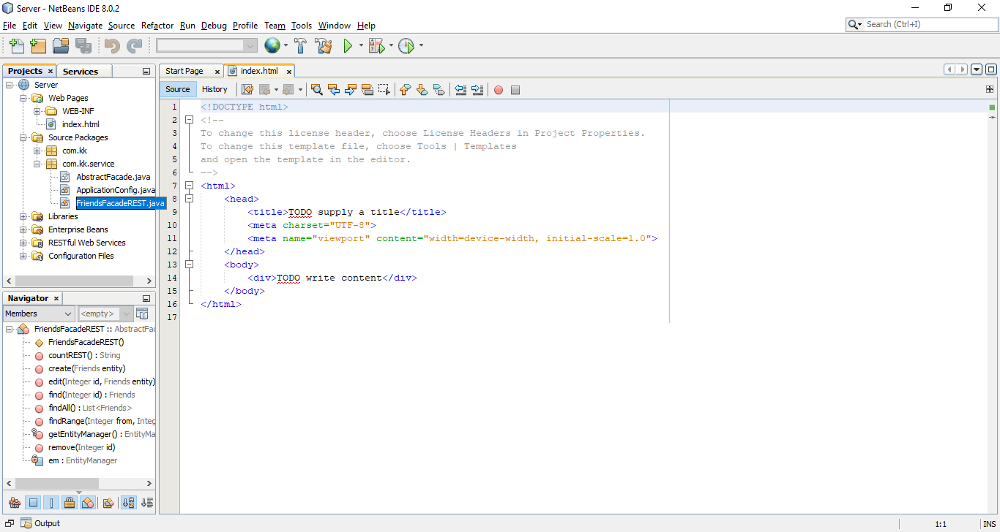 Server - NetBeans IDE 8.0.2
File Edit View Navigate Source Refactor Run Debug Profile Team Tools Window Help
Search (Ctrl+I)
Projects Services
Server
Web Pages
WEB-INF
index.html
Source Packages
com.kk
com.kk.service
AbstractFacade.java
ApplicationConfig.java
FriendsFacadeREST.java
Libraries
Enterprise Beans
RESTful Web Services
Configuration Files
Navigator
Members <empty>
FriendsFacadeREST :: AbstractFac
FriendsFacadeREST()
countREST() : String
create(Friends entity)
edit(Integer id, Friends entity)
find(Integer id) : Friends
findAll() : List<Friends>
findRange(Integer from, Integ
getEntityManager() : EntityMa
remove(Integer id)
em : EntityManager
Start Page index.html
Source History
1 <!DOCTYPE html>
2 <!--
3 To change this license header, choose License Headers in Project Properties.
4 To change this template file, choose Tools | Templates
5 and open the template in the editor.
6 -->
7 <html>
8 <head>
9 <title>TODO supply a title</title>
10 <meta charset="UTF-8">
11 <meta name="viewport" content="width=device-width, initial-scale=1.0">
12 </head>
13 <body>
14 <div>TODO write content</div>
15 </body>
16 </html>
17
Output
1:1 INS